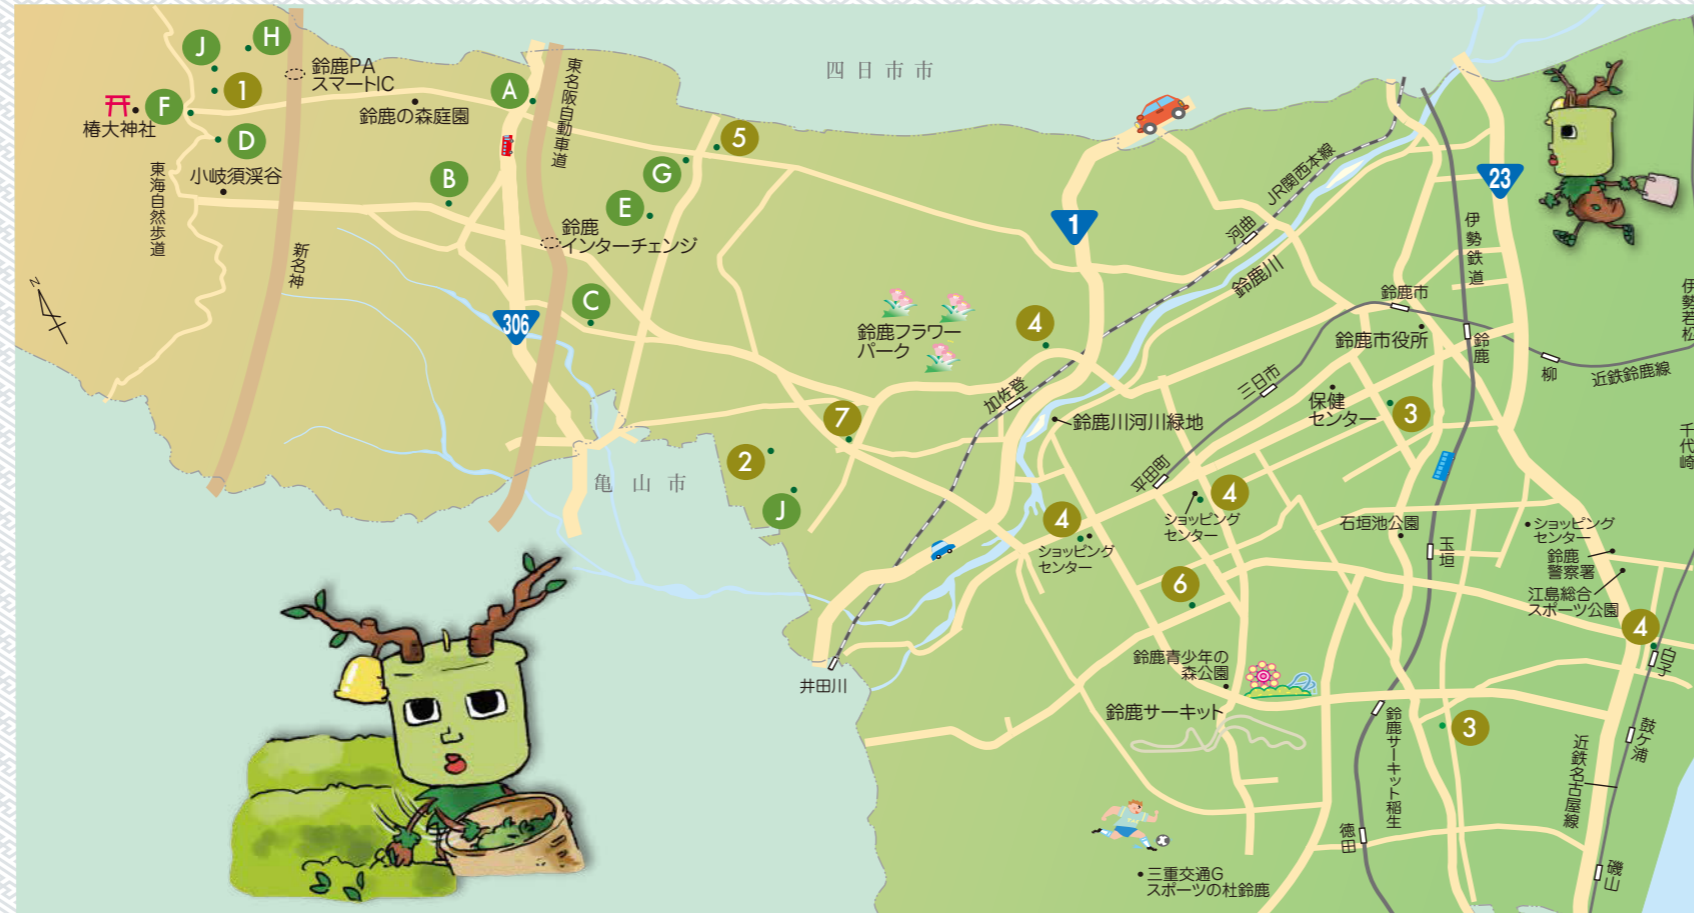 四日市市
H
J
鈴鹿PA
スマートIC
1
A
東名阪自動車道
F
椿大神社
鈴鹿の森庭園
D
5
小岐須渓谷
G
B
E
東海自然歩道
新名神
N
鈴鹿
インターチェンジ
306
C
鈴鹿フラワー
パーク
4
1
河曲
JR関西本線
鈴鹿川
23
伊勢鉄道
鈴鹿市
鈴鹿市役所
鈴鹿
柳
近鉄鈴鹿線
伊勢若松
千代崎
三日市
保健
センター
3
加佐登
鈴鹿川河川緑地
7
2
J
亀山市
平田町
4
ショッピング
センター
4
ショッピング
センター
石垣池公園
玉垣
ショッピング
センター
鈴鹿
警察署
江島総合
スポーツ公園
4
白子
6
井田川
鈴鹿青少年の
森公園
鈴鹿サーキット
鈴鹿サーキット稲生
3
鼓ケ浦
近鉄名古屋線
徳田
磯山
三重交通G
スポーツの杜鈴鹿